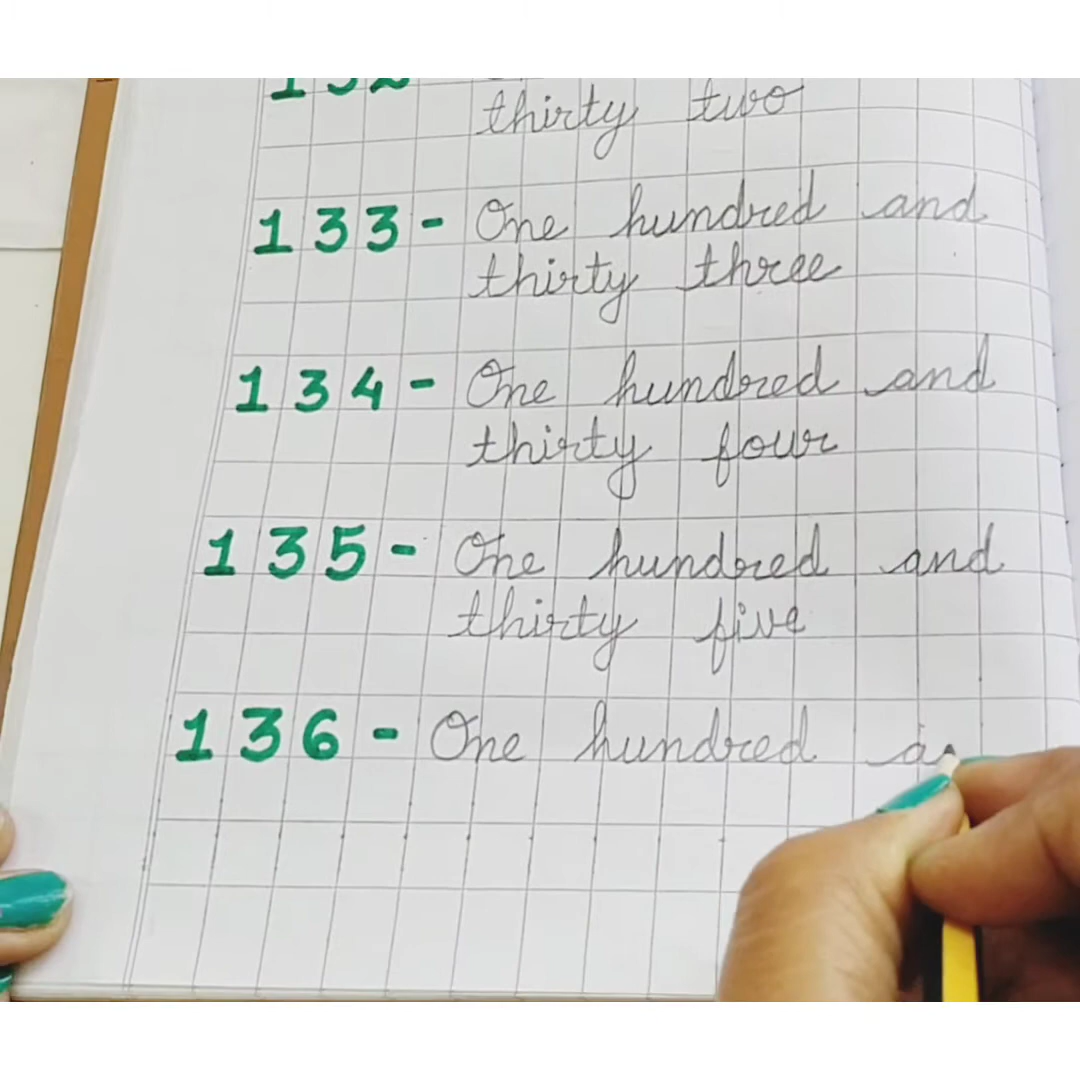 132
thirty two
133 - One hundred and
thirty three
134 - One hundred and
thirty four
135 - One hundred and
thirty five
136 - One hundred a